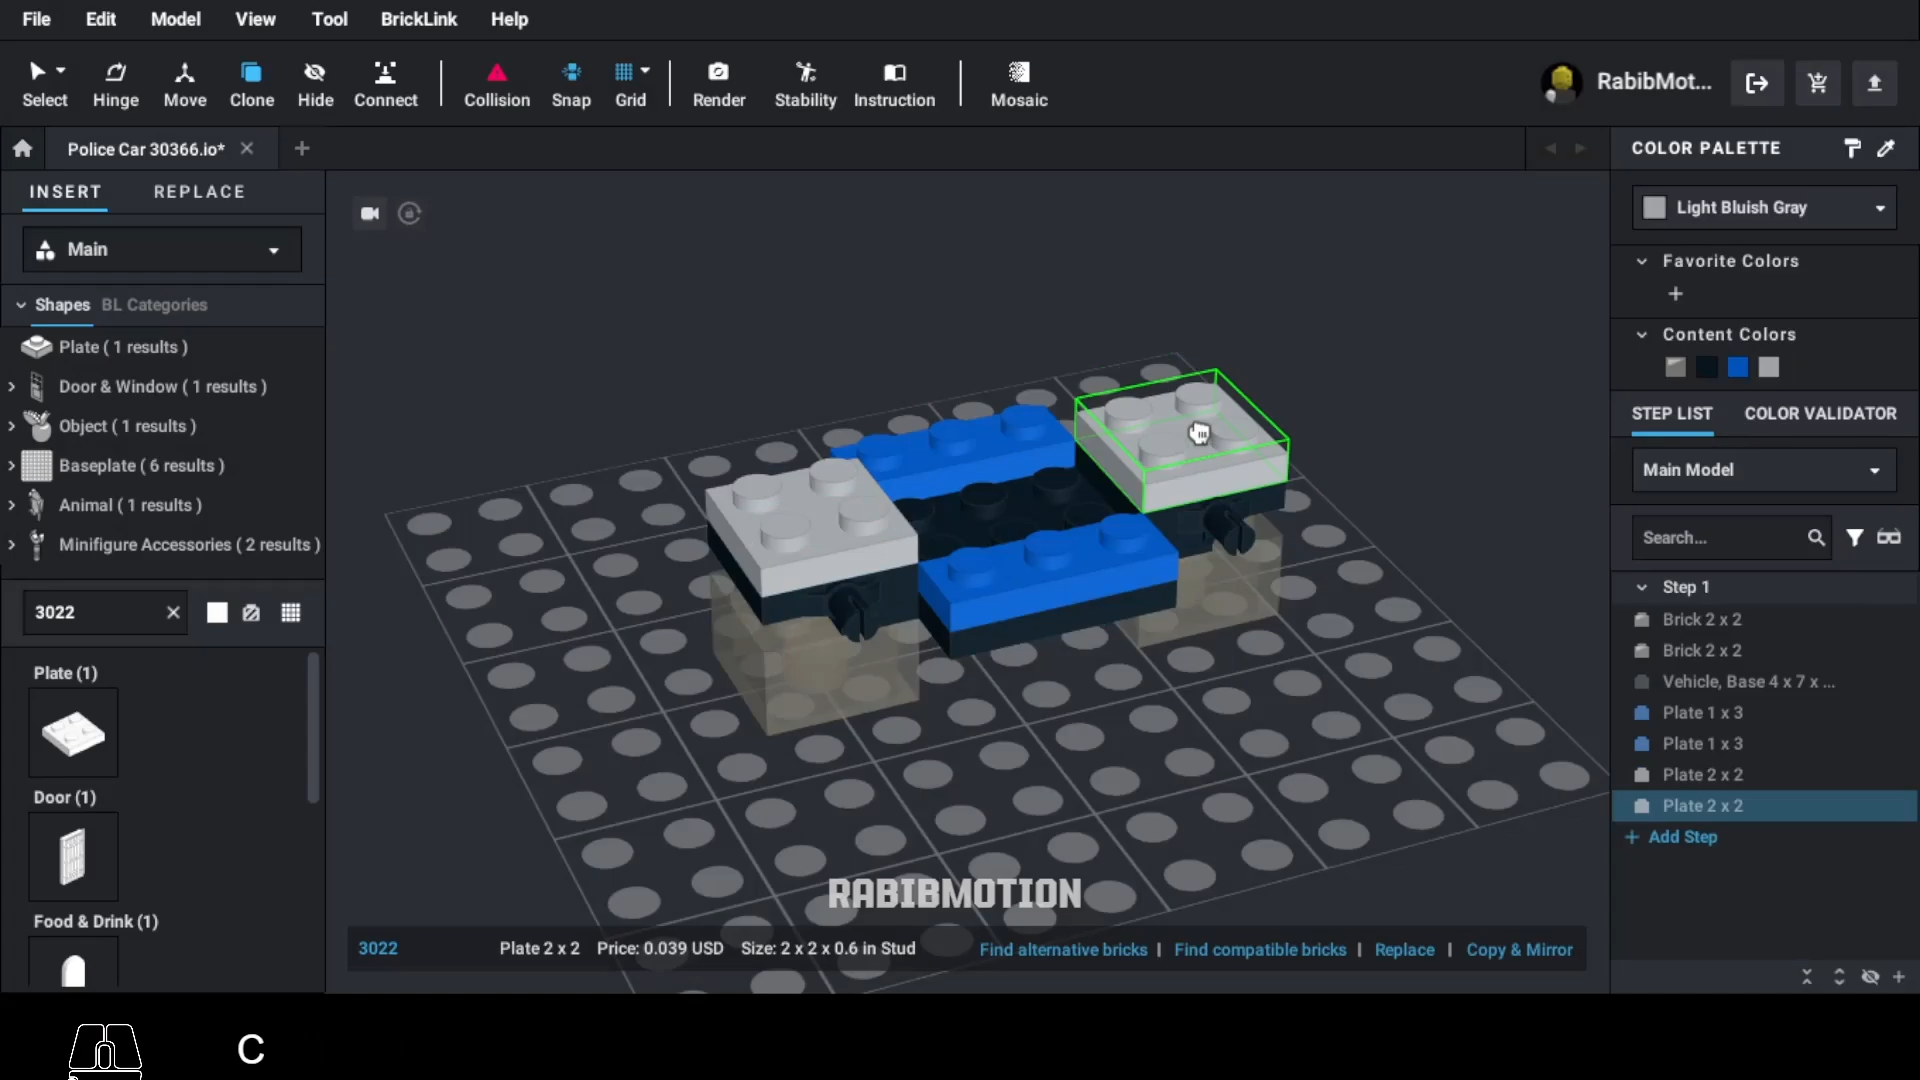 File Edit Model View Tool BrickLink Help
Select Hinge Move Clone Hide Connect Collision Snap Grid Render Stability Instruction Mosaic RabibMot...
Police Car 30366.io*
COLOR PALETTE
INSERT REPLACE
Light Bluish Gray
Main
Favorite Colors
Shapes BL Categories
Content Colors
Plate ( 1 results )
Door & Window ( 1 results )
STEP LIST COLOR VALIDATOR
Object ( 1 results )
Main Model
Baseplate ( 6 results )
Animal ( 1 results )
Search...
Minifigure Accessories ( 2 results )
Step 1
3022
Brick 2 x 2
Brick 2 x 2
Plate (1)
Vehicle, Base 4 x 7 x ...
Plate 1 x 3
Plate 1 x 3
Plate 2 x 2
Door (1)
Plate 2 x 2
Add Step
RABIBMOTION
Food & Drink (1)
3022 Plate 2 x 2 Price: 0.039 USD Size: 2 x 2 x 0.6 in Stud Find alternative bricks | Find compatible bricks | Replace | Copy & Mirror
C